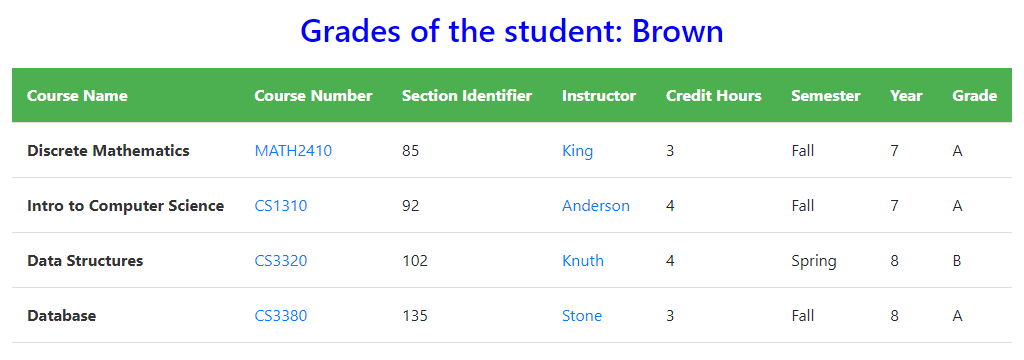 Grades of the student: Brown
Course Name Course Number Section Identifier Instructor Credit Hours Semester Year Grade
Discrete Mathematics MATH2410 85 King 3 Fall 7 A
Intro to Computer Science CS1310 92 Anderson 4 Fall 7 A
Data Structures CS3320 102 Knuth 4 Spring 8 B
Database CS3380 135 Stone 3 Fall 8 A